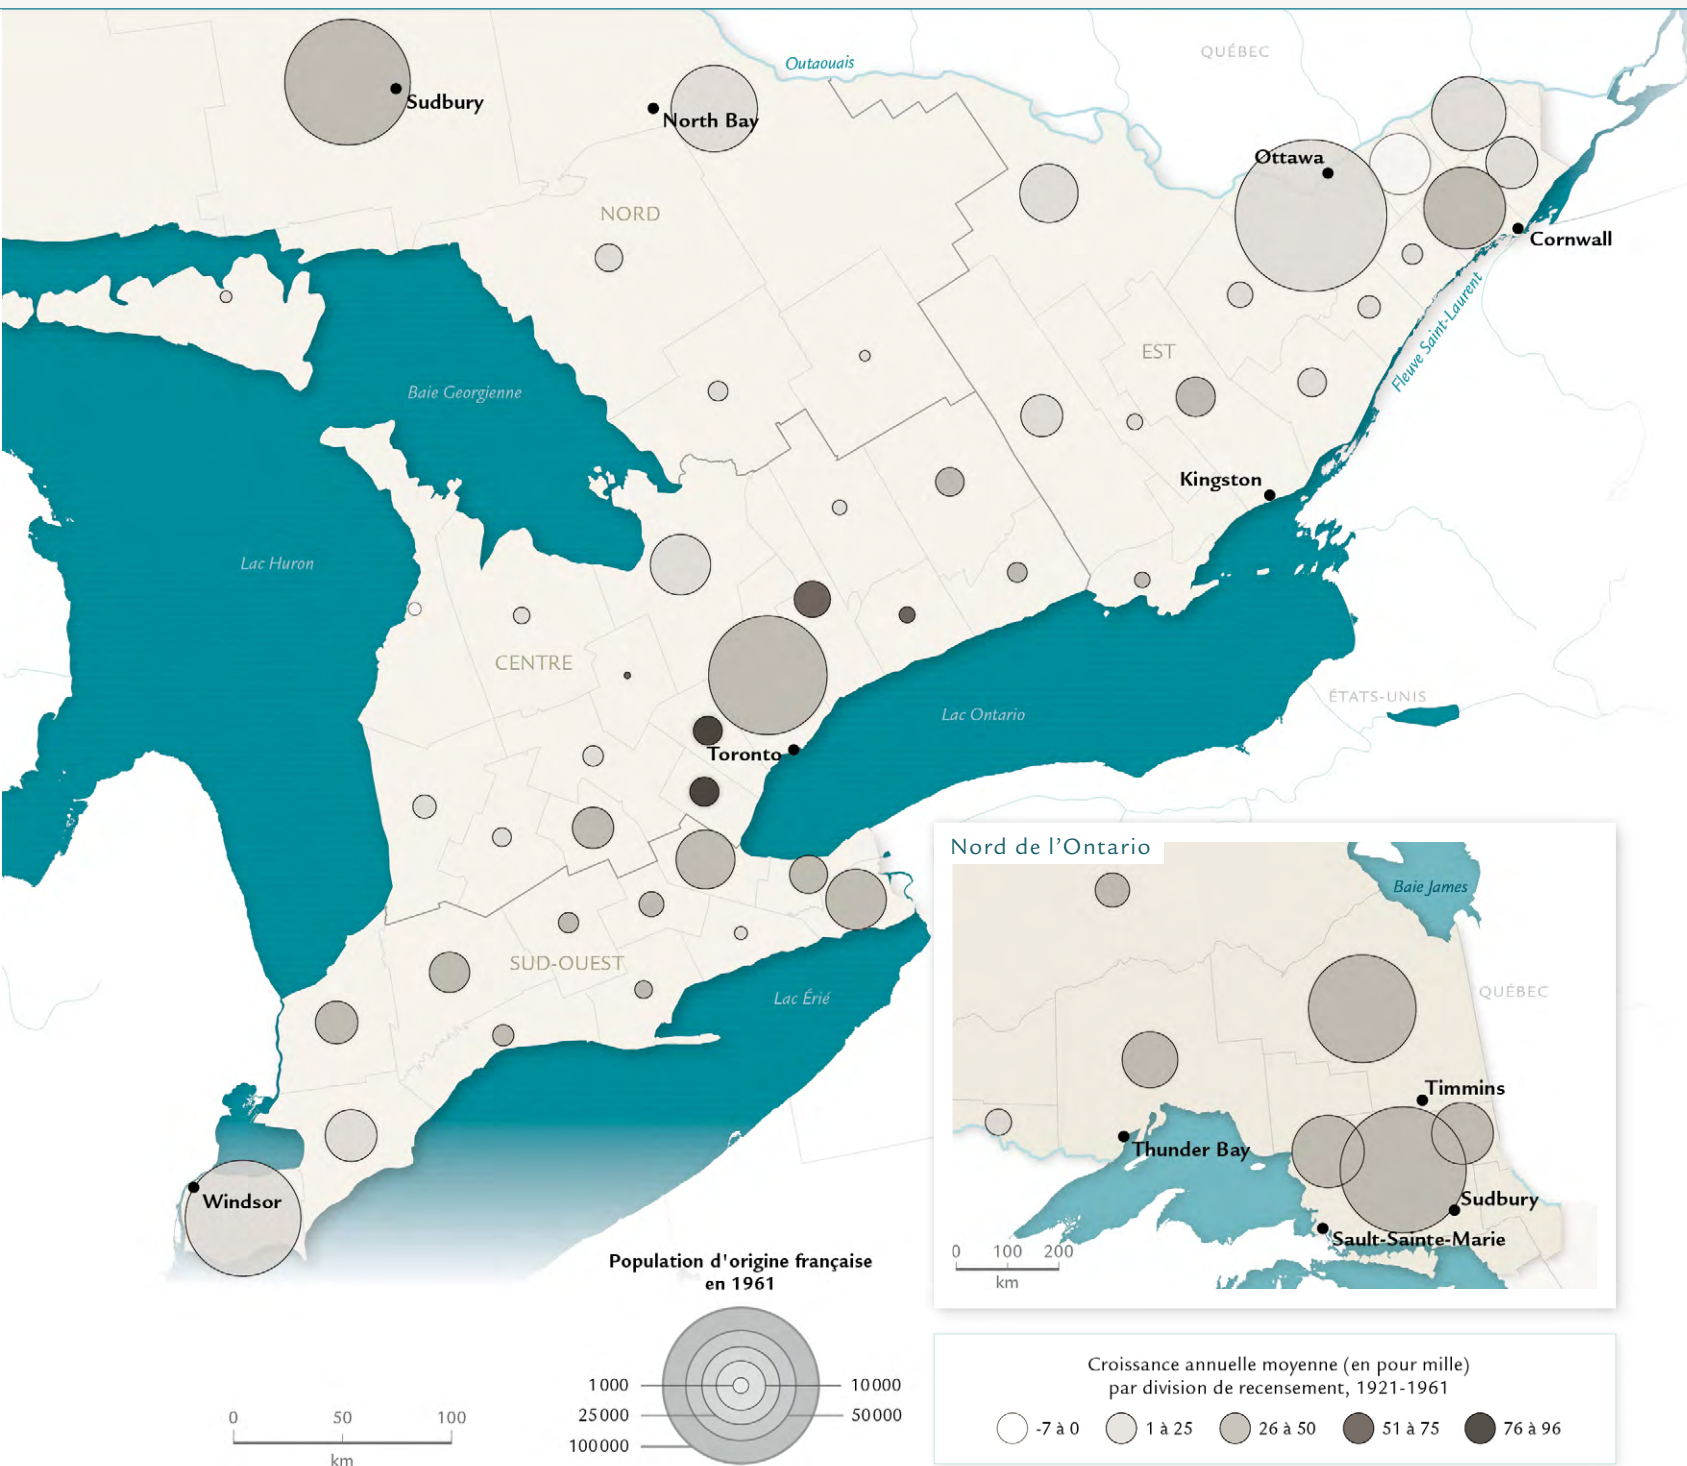 Outaouais
QUÉBEC
Sudbury
North Bay
Ottawa
Cornwall
NORD
Fleuve Saint-Laurent
EST
Baie Georgienne
Kingston
Lac Huron
CENTRE
ÉTATS-UNIS
Lac Ontario
Toronto
SUD-OUEST
Lac Érié
Windsor
Nord de l'Ontario
Baie James
QUÉBEC
Timmins
Thunder Bay
Sudbury
Sault-Sainte-Marie
0 100 200
km
Population d'origine française
en 1961
1 000 10 000
25 000 50 000
100 000
0 50 100
km
Croissance annuelle moyenne (en pour mille)
par division de recensement, 1921-1961
-7 à 0 1 à 25 26 à 50 51 à 75 76 à 96